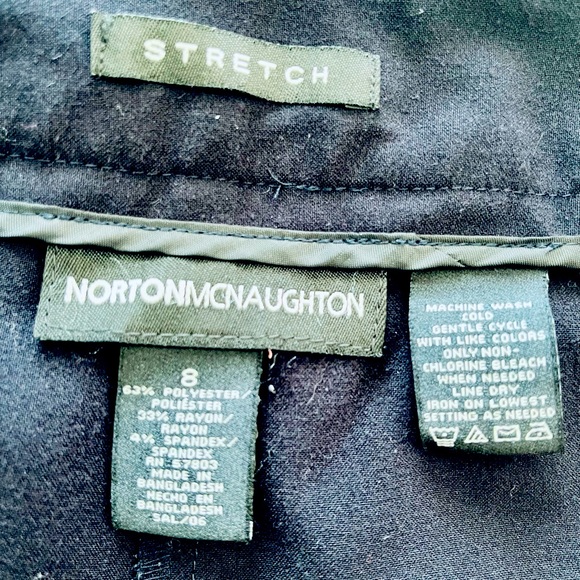 STRETCH
NORTONMCNAUGHTON
8
63% POLYESTER/
POLIÉSTER
33% RAYON/
RAYON
4% SPANDEX/
SPANDEX
RN 57803
MADE IN
BANGLADESH
HECHO EN
BANGLADESH
SAL/06
MACHINE WASH
COLD
GENTLE CYCLE
WITH LIKE COLORS
ONLY NON-
CHLORINE BLEACH
WHEN NEEDED
LINE DRY
IRON ON LOWEST
SETTING AS NEEDED